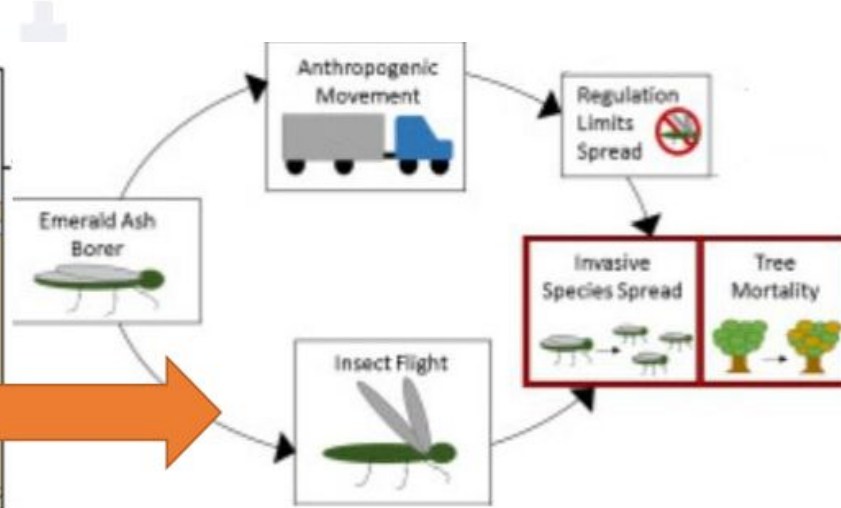 Anthropogenic
Movement
Regulation
Limits
Spread
Emerald Ash
Borer
Invasive
Species Spread
Tree
Mortality
Insect Flight